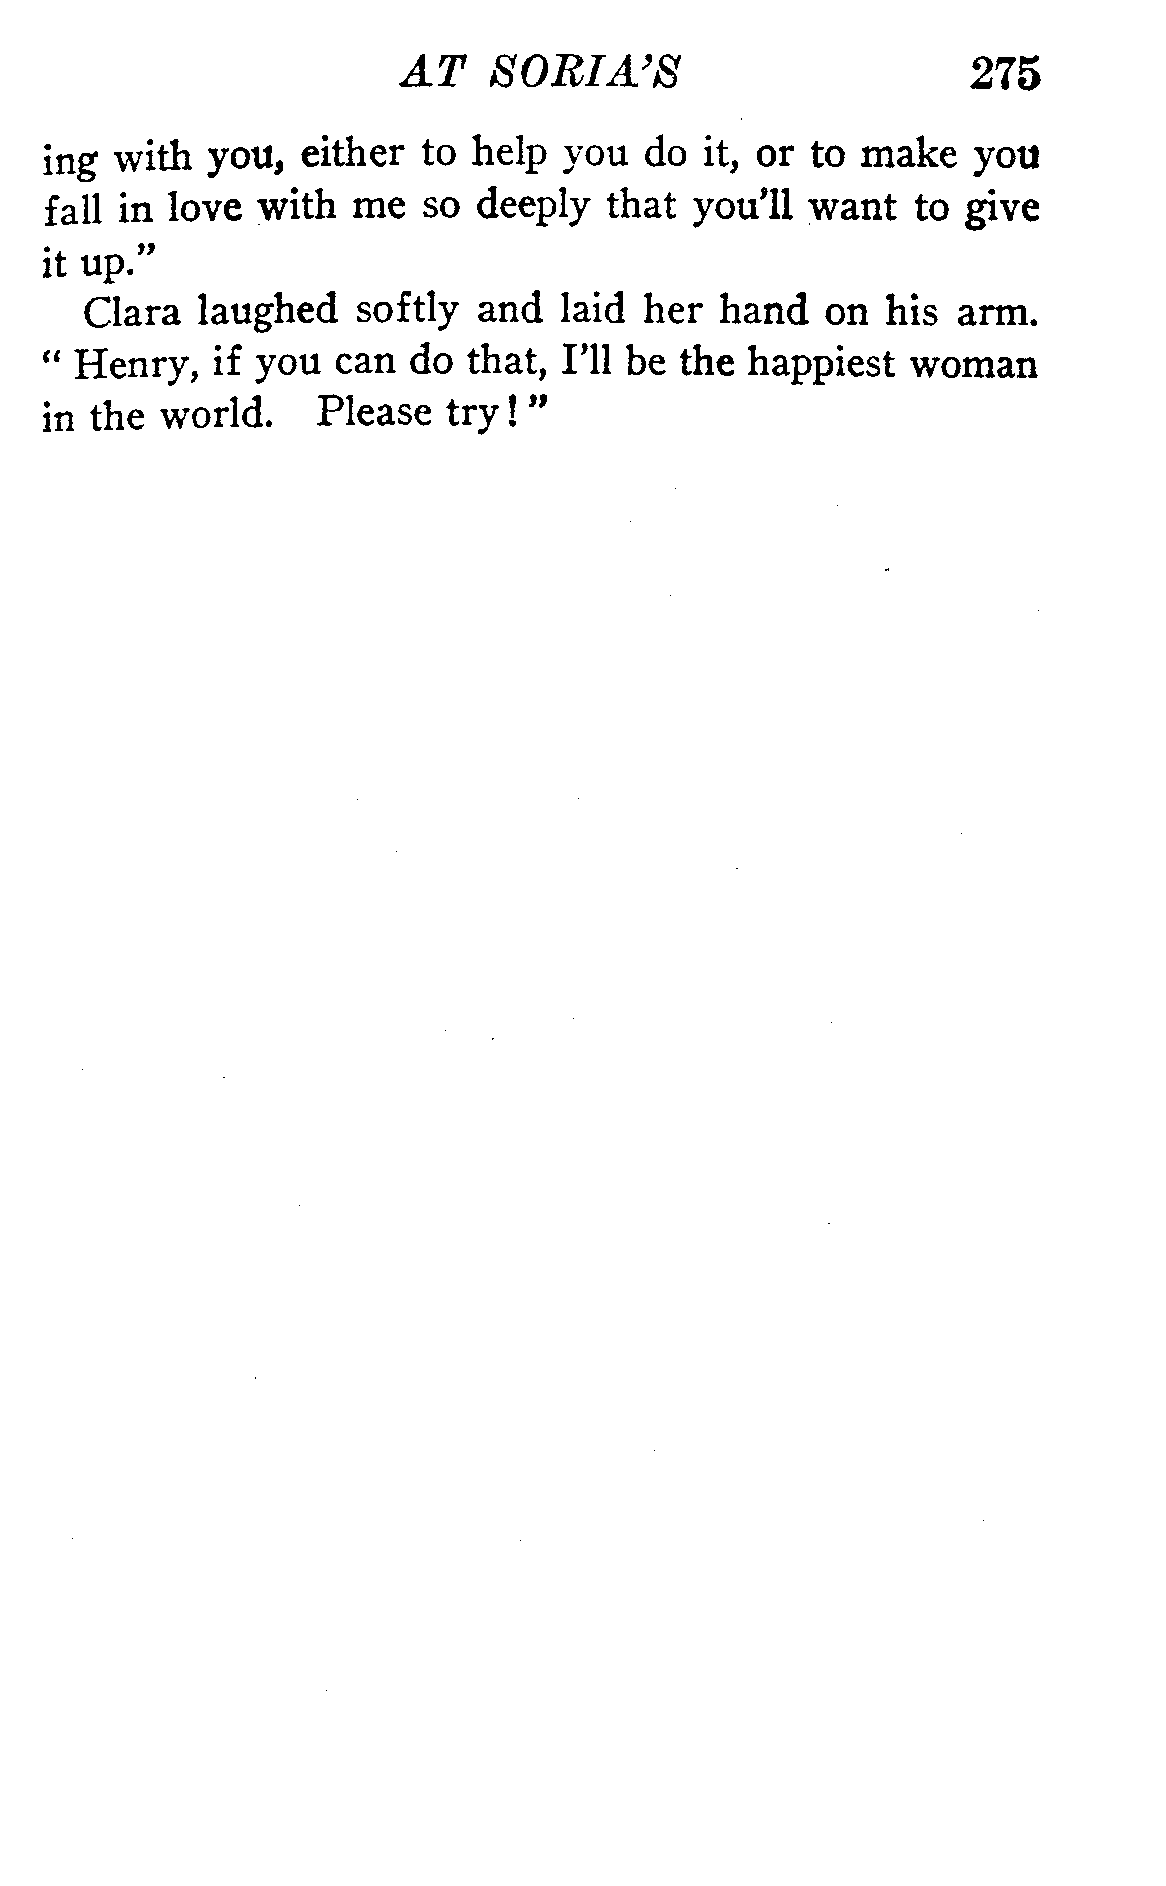 AT SORIA'S 275
ing with you, either to help you do it, or to make you
fall in love with me so deeply that you'll want to give
it up."
Clara laughed softly and laid her hand on his arm.
" Henry, if you can do that, I'll be the happiest woman
in the world. Please try ! "